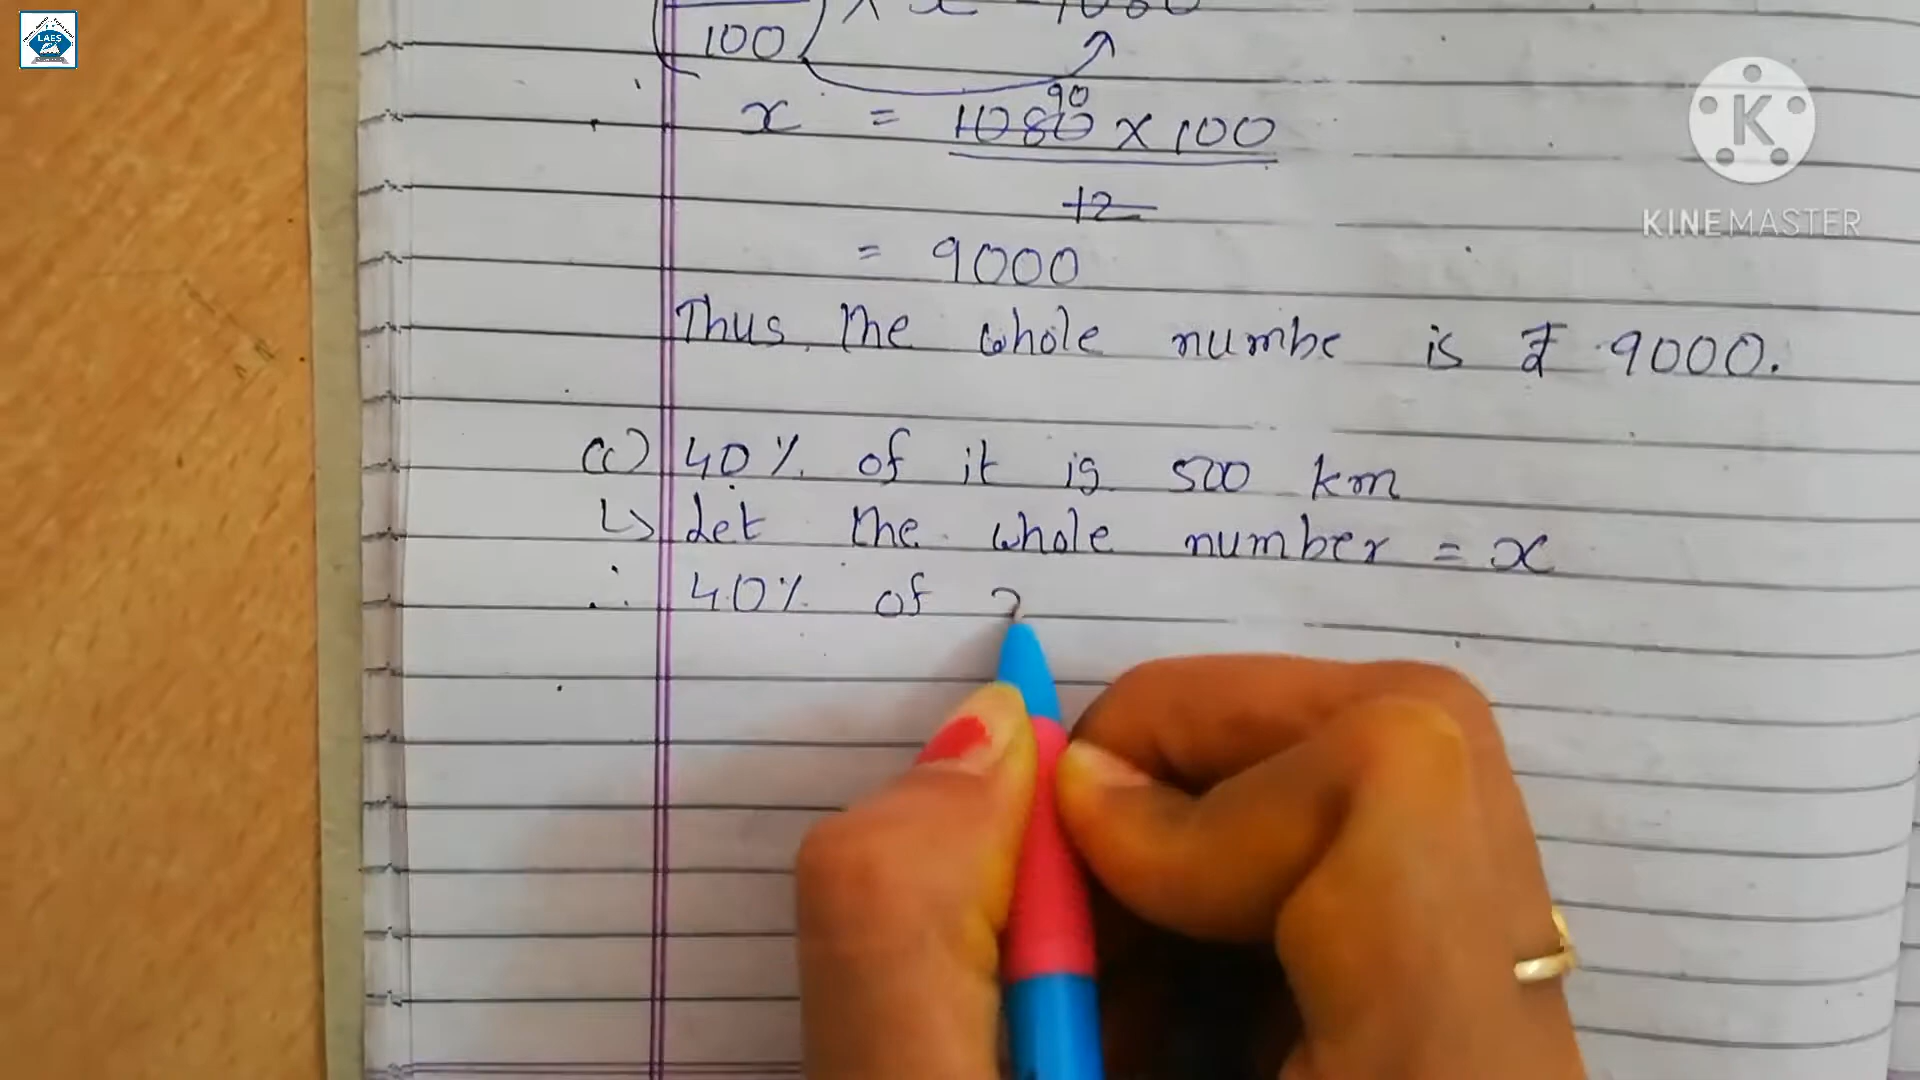 LAES
100
x = 1080 x 100
90
12
= 9000
KINEMASTER
Thus, the whole numbe is ₹ 9000.
(c) 40% of it is 500 km
↳ Let the whole number = x
∴ 40% of